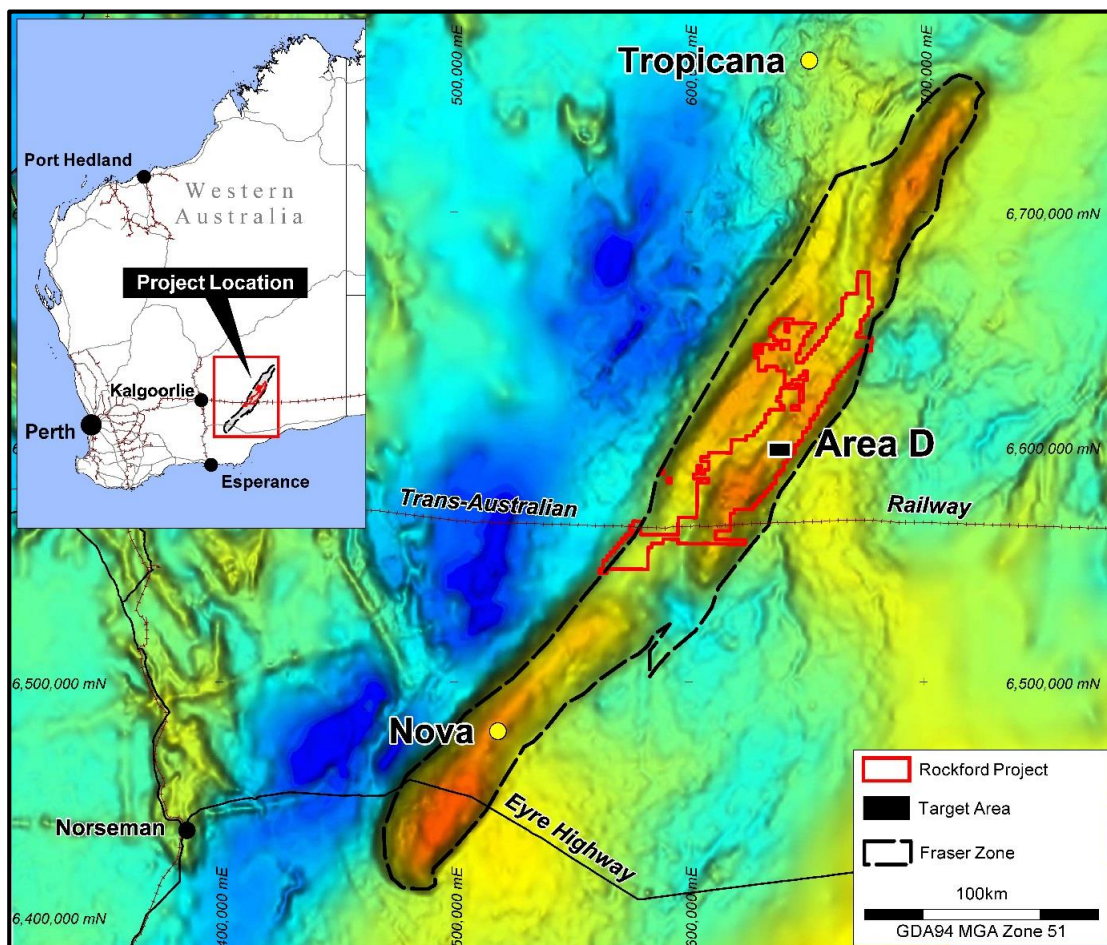 Port Hedland
Western
Australia
Project Location
Kalgoorlie
Perth
Esperance
Tropicana
500,000 mE
600,000 mE
700,000 mE
6,700,000 mN
Area D
6,600,000 mN
Trans-Australian
Railway
6,500,000 mN
6,500,000 mN
Nova
Eyre Highway
Norseman
6,400,000 mN
400,000 mE
500,000 mE
600,000 mE
Rockford Project
Target Area
Fraser Zone
100km
GDA94 MGA Zone 51